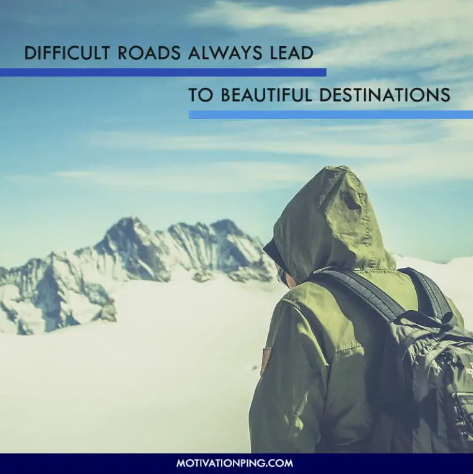 DIFFICULT ROADS ALWAYS LEAD
TO BEAUTIFUL DESTINATIONS
MOTIVATIONPING.COM